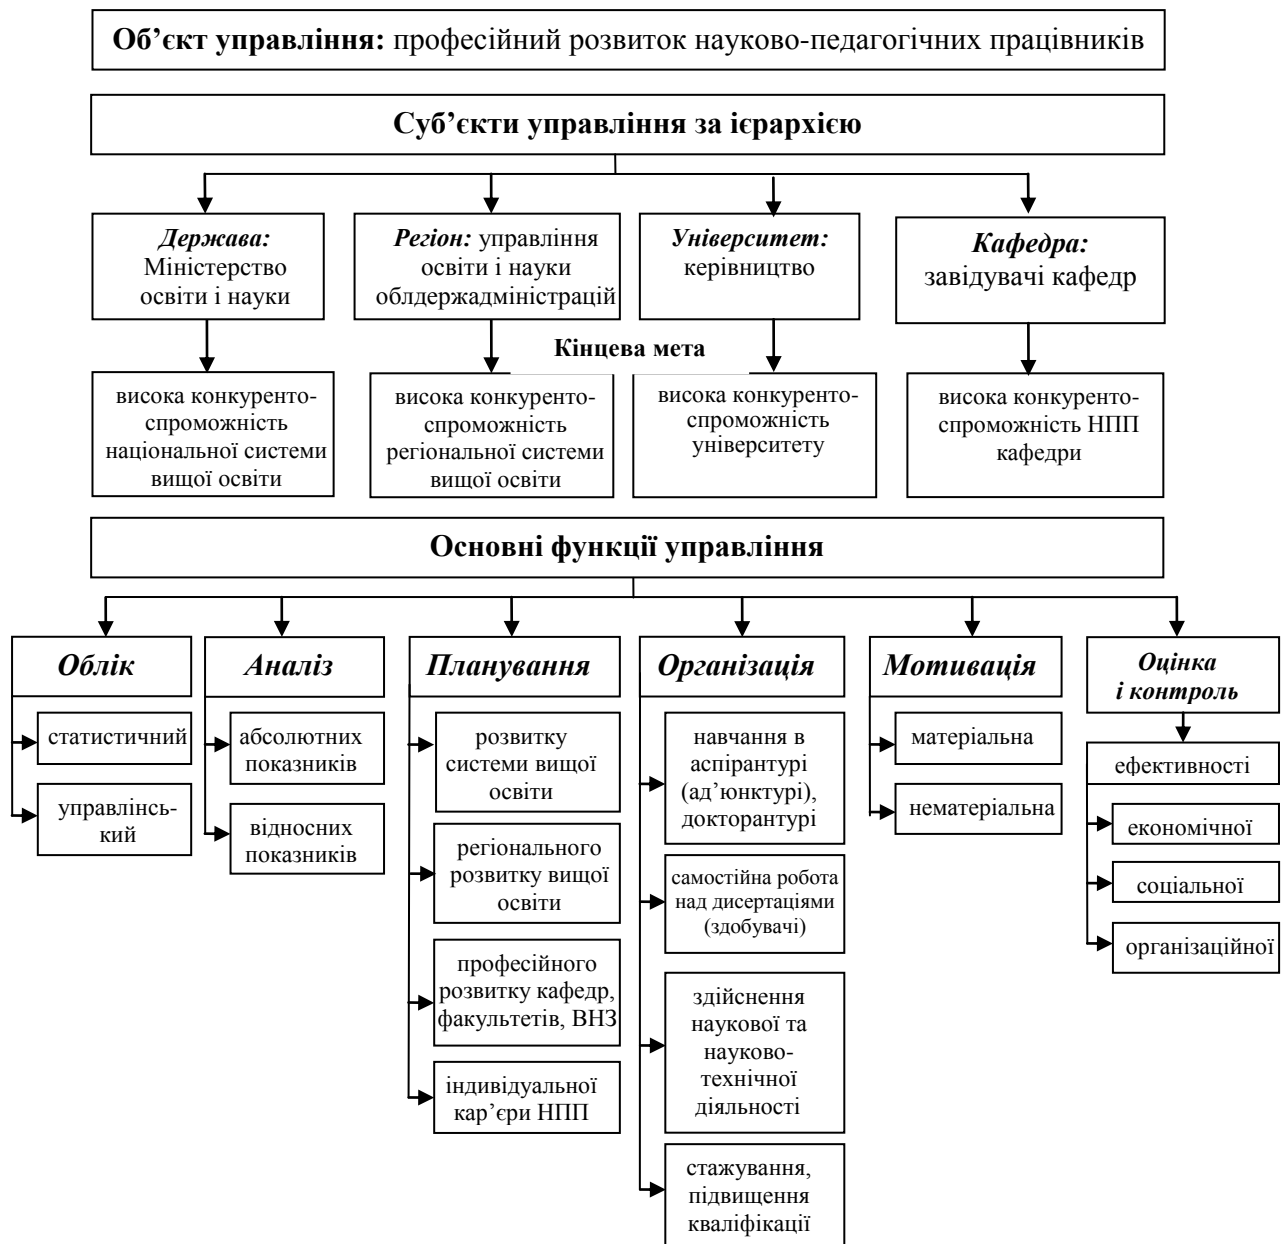 Об’єкт управління: професійний розвиток науково-педагогічних працівників
Суб’єкти управління за ієрархією
Держава:
Міністерство
освіти і науки
Регіон: управління
освіти і науки
облдержадміністрацій
Університет:
керівництво
Кафедра:
завідувачі кафедр
Кінцева мета
висока конкуренто-
спроможність
національної системи
вищої освіти
висока конкуренто-
спроможність
регіональної системи
вищої освіти
висока конкуренто-
спроможність
університету
висока конкуренто-
спроможність НПП
кафедри
Основні функції управління
Облік
статистичний
управлінсь-
кий
Аналіз
абсолютних
показників
відносних
показників
Планування
розвитку
системи вищої
освіти
регіонального
розвитку вищої
освіти
професійного
розвитку кафедр,
факультетів, ВНЗ
індивідуальної
кар’єри НПП
Організація
навчання в
аспірантурі
(ад’юнктурі),
докторантурі
самостійна робота
над дисертаціями
(здобувачі)
здійснення
наукової та
науково-
технічної
діяльності
стажування,
підвищення
кваліфікації
Мотивація
матеріальна
нематеріальна
Оцінка
і контроль
ефективності
економічної
соціальної
організаційної